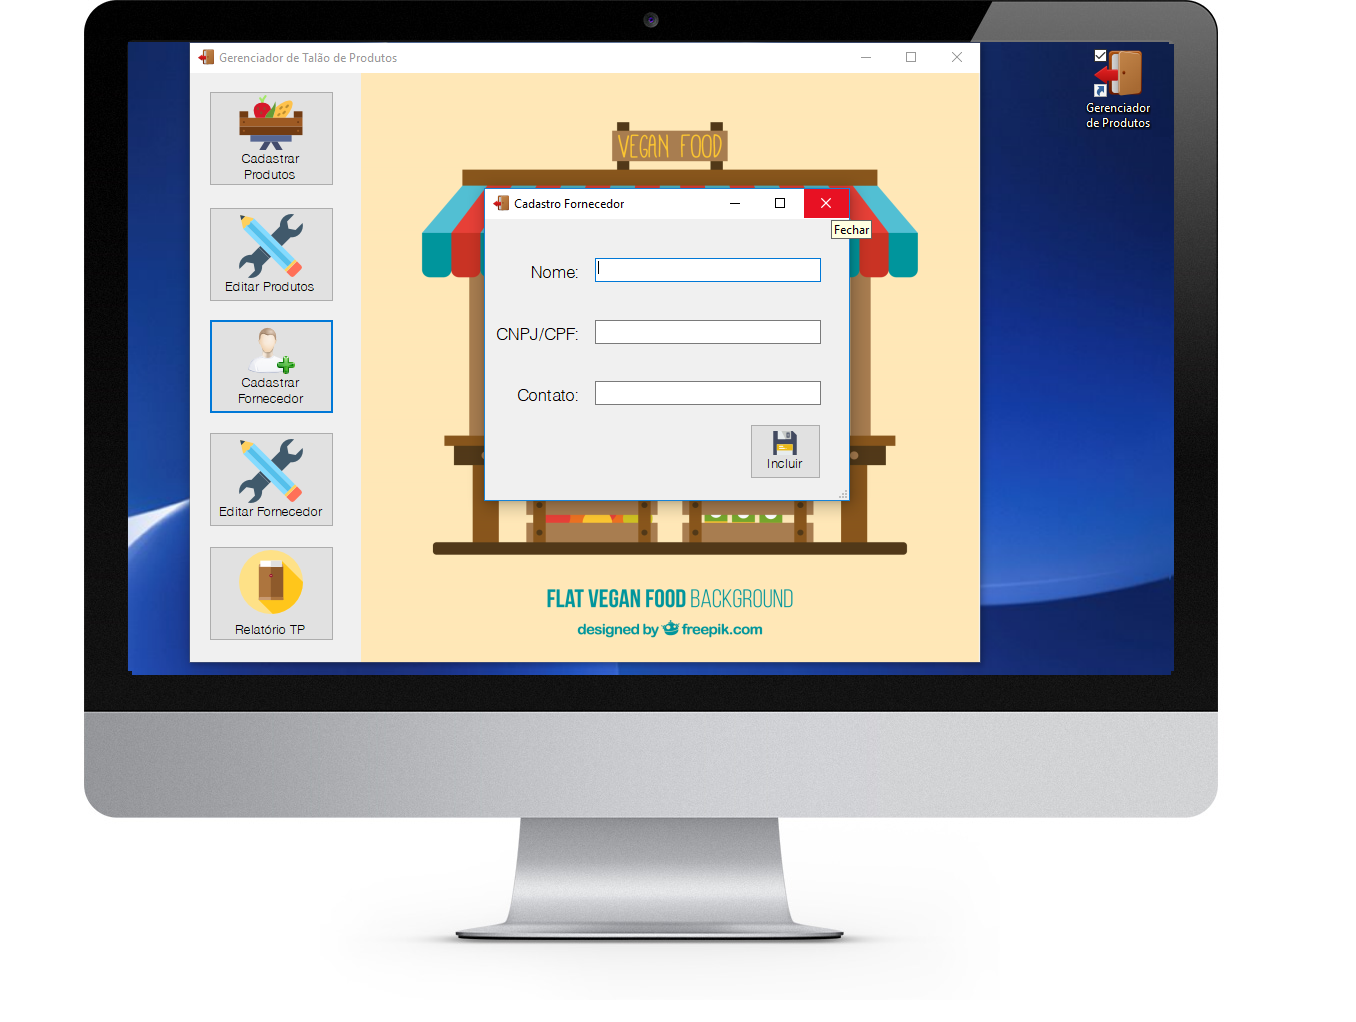 Gerenciador de Talão de Produtos
Gerenciador
de Produtos
Cadastrar
Produtos
Editar Produtos
Cadastrar
Fornecedor
Editar Fornecedor
Relatório TP
VEGAN FOOD
Cadastro Fornecedor
Fechar
Nome:
CNPJ/CPF:
Contato:
Incluir
FLAT VEGAN FOOD BACKGROUND
designed by freepik.com